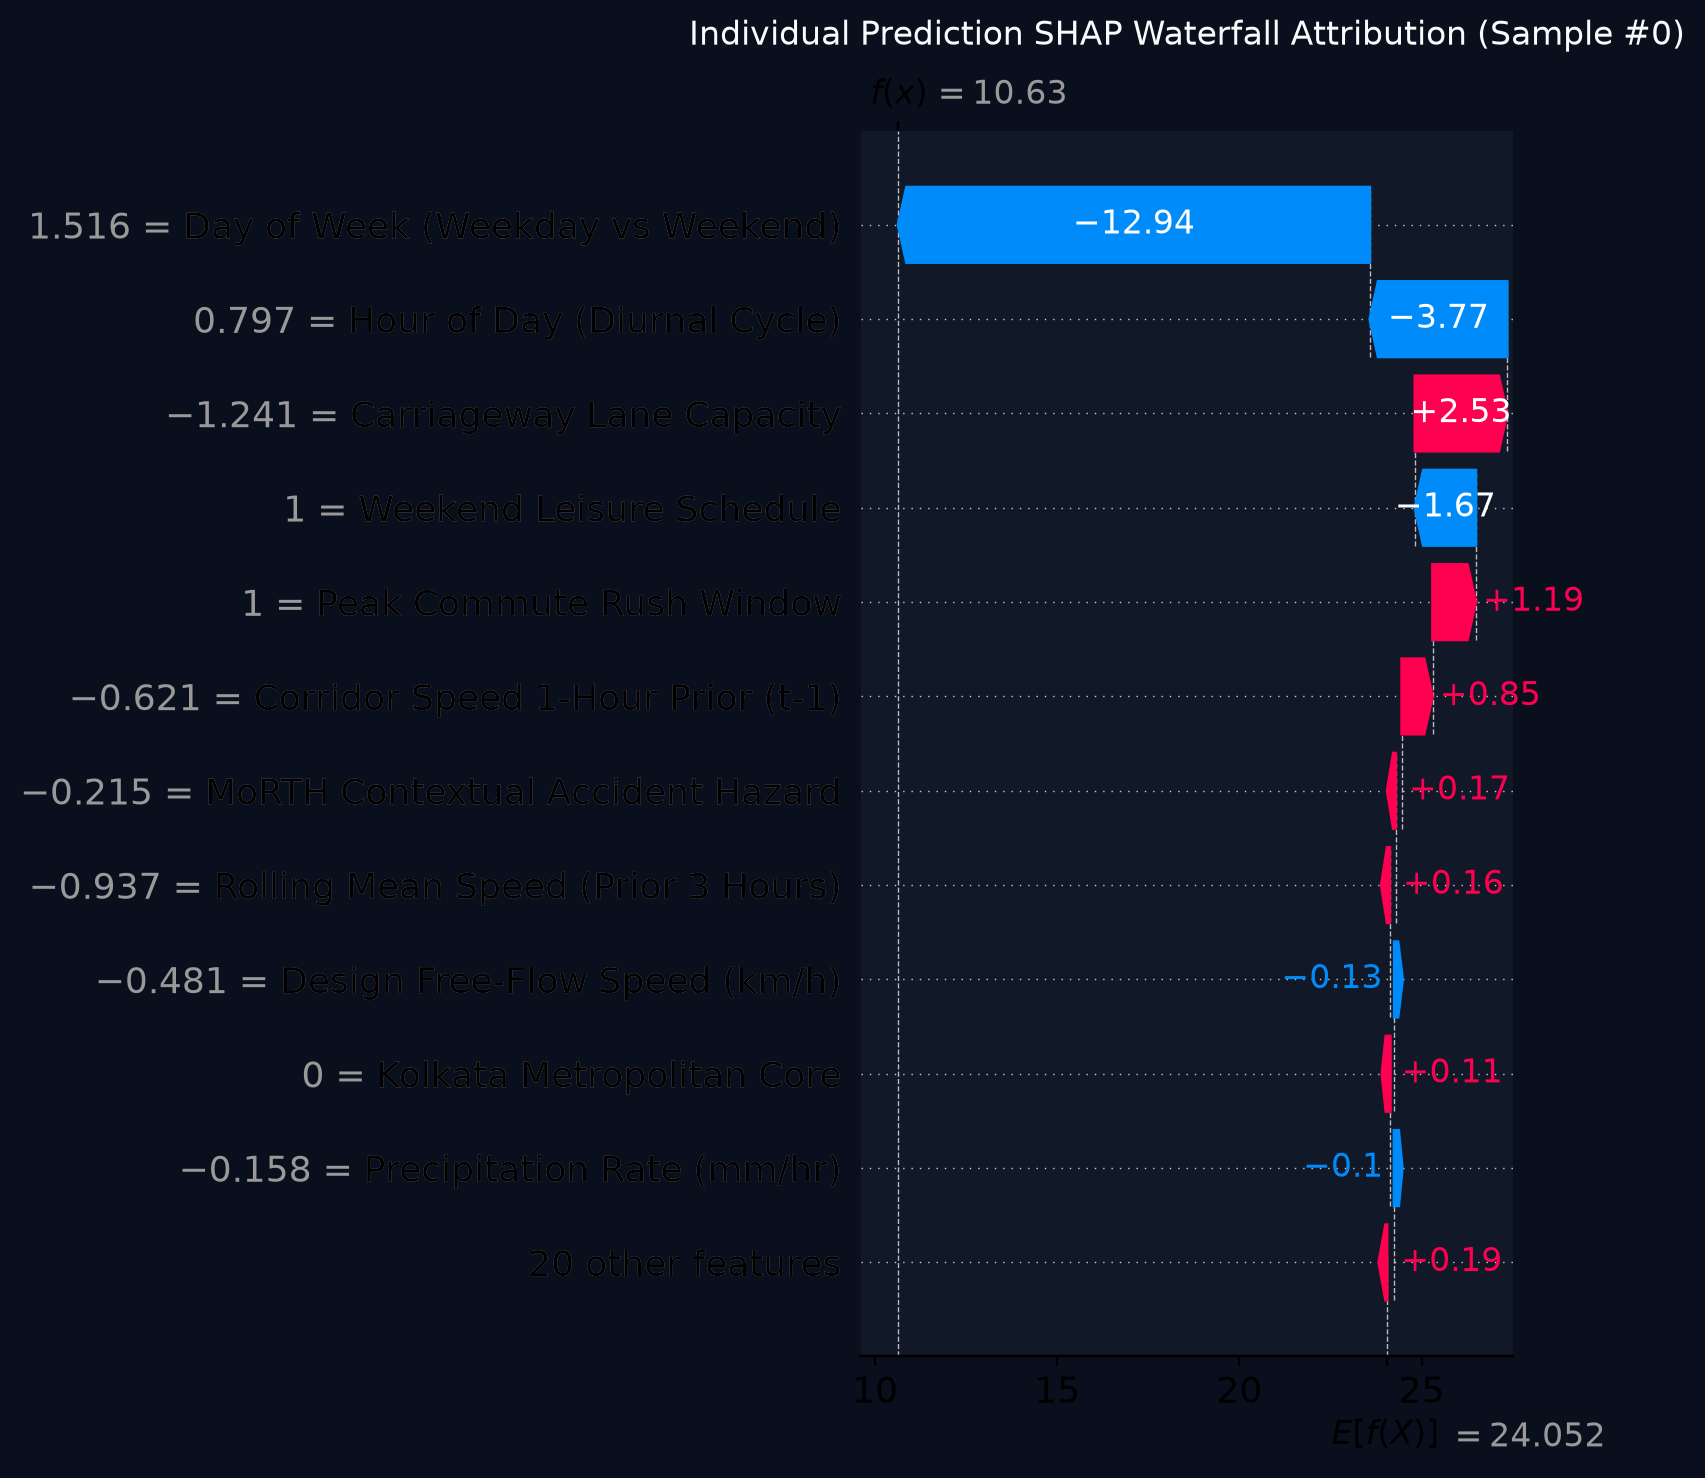 Individual Prediction SHAP Waterfall Attribution (Sample #0)
f(x) = 10.63
1.516 = Day of Week (Weekday vs Weekend) −12.94
0.797 = Hour of Day (Diurnal Cycle) −3.77
−1.241 = Carriageway Lane Capacity +2.53
1 = Weekend Leisure Schedule −1.67
1 = Peak Commute Rush Window +1.19
−0.621 = Corridor Speed 1-Hour Prior (t-1) +0.85
−0.215 = MoRTH Contextual Accident Hazard +0.17
−0.937 = Rolling Mean Speed (Prior 3 Hours) +0.16
−0.481 = Design Free-Flow Speed (km/h) −0.13
0 = Kolkata Metropolitan Core +0.11
−0.158 = Precipitation Rate (mm/hr) −0.1
20 other features +0.19
10 15 20 25
E[f(X)] = 24.052